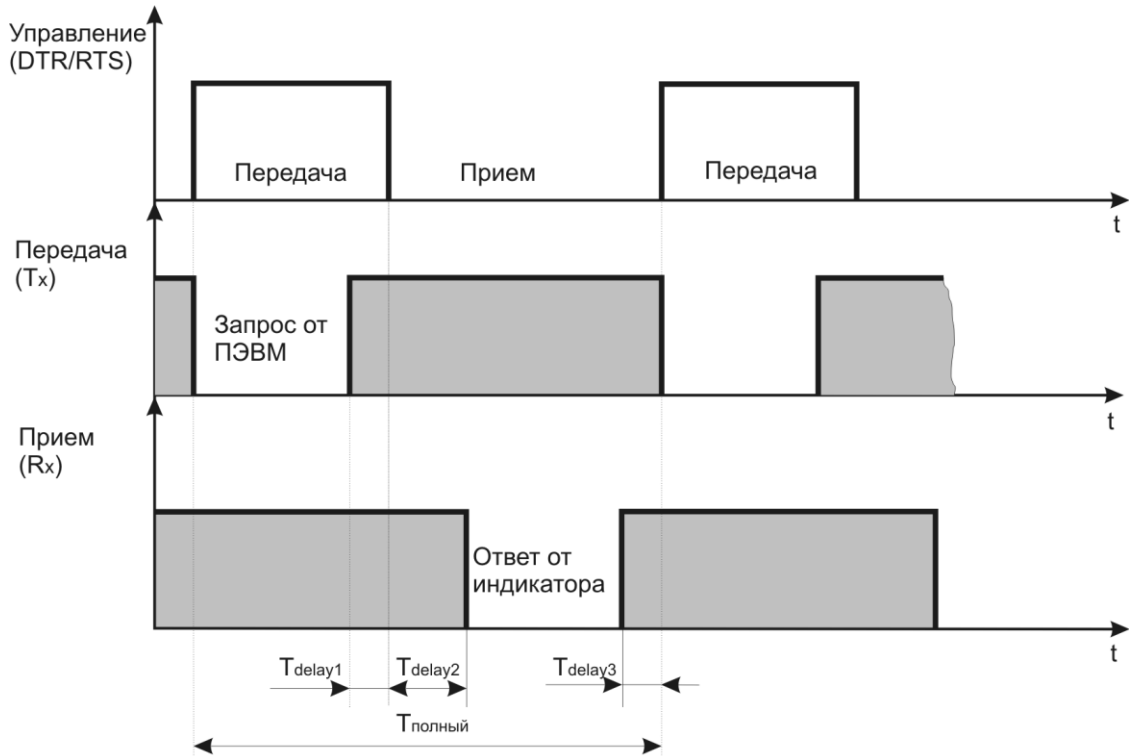 Управление
(DTR/RTS)
Передача
Прием
Передача
t
Передача
(Tx)
Запрос от
ПЭВМ
t
Прием
(Rx)
Ответ от
индикатора
t
Tdelay1
Tdelay2
Tdelay3
Tполный